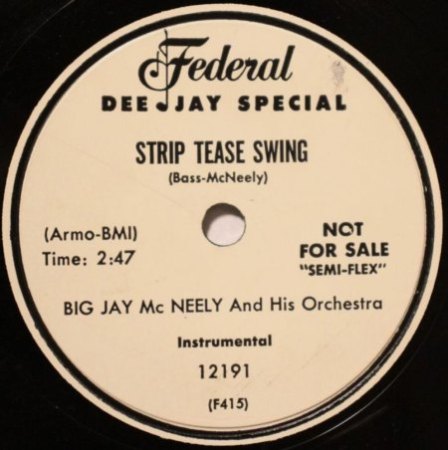 Federal
DEE JAY SPECIAL
STRIP TEASE SWING
(Bass-McNeely)
(Armo-BMI)
Time: 2:47
NOT
FOR SALE
"SEMI-FLEX"
BIG JAY Mc NEELY And His Orchestra
Instrumental
12191
(F415)